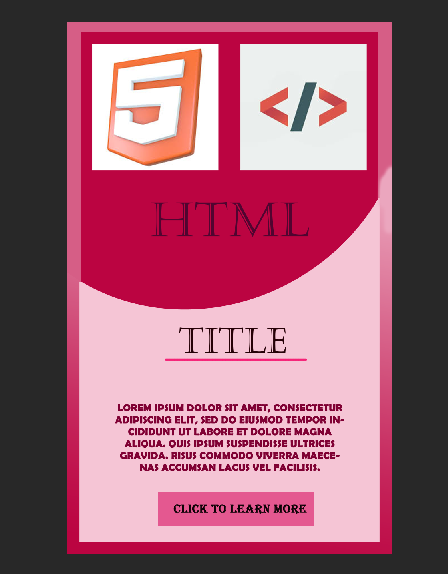 5
</>
HTML
TITLE
LOREM IPSUM DOLOR SIT AMET, CONSECTETUR
ADIPISCING ELIT, SED DO EIUSMOD TEMPOR IN-
CIDIDUNT UT LABORE ET DOLORE MAGNA
ALIQUA. QUIS IPSUM SUSPENDISSE ULTRICES
GRAVIDA. RISUS COMMODO VIVERRA MAECE-
NAS ACCUMSAN LACUS VEL FACILISIS.
CLICK TO LEARN MORE